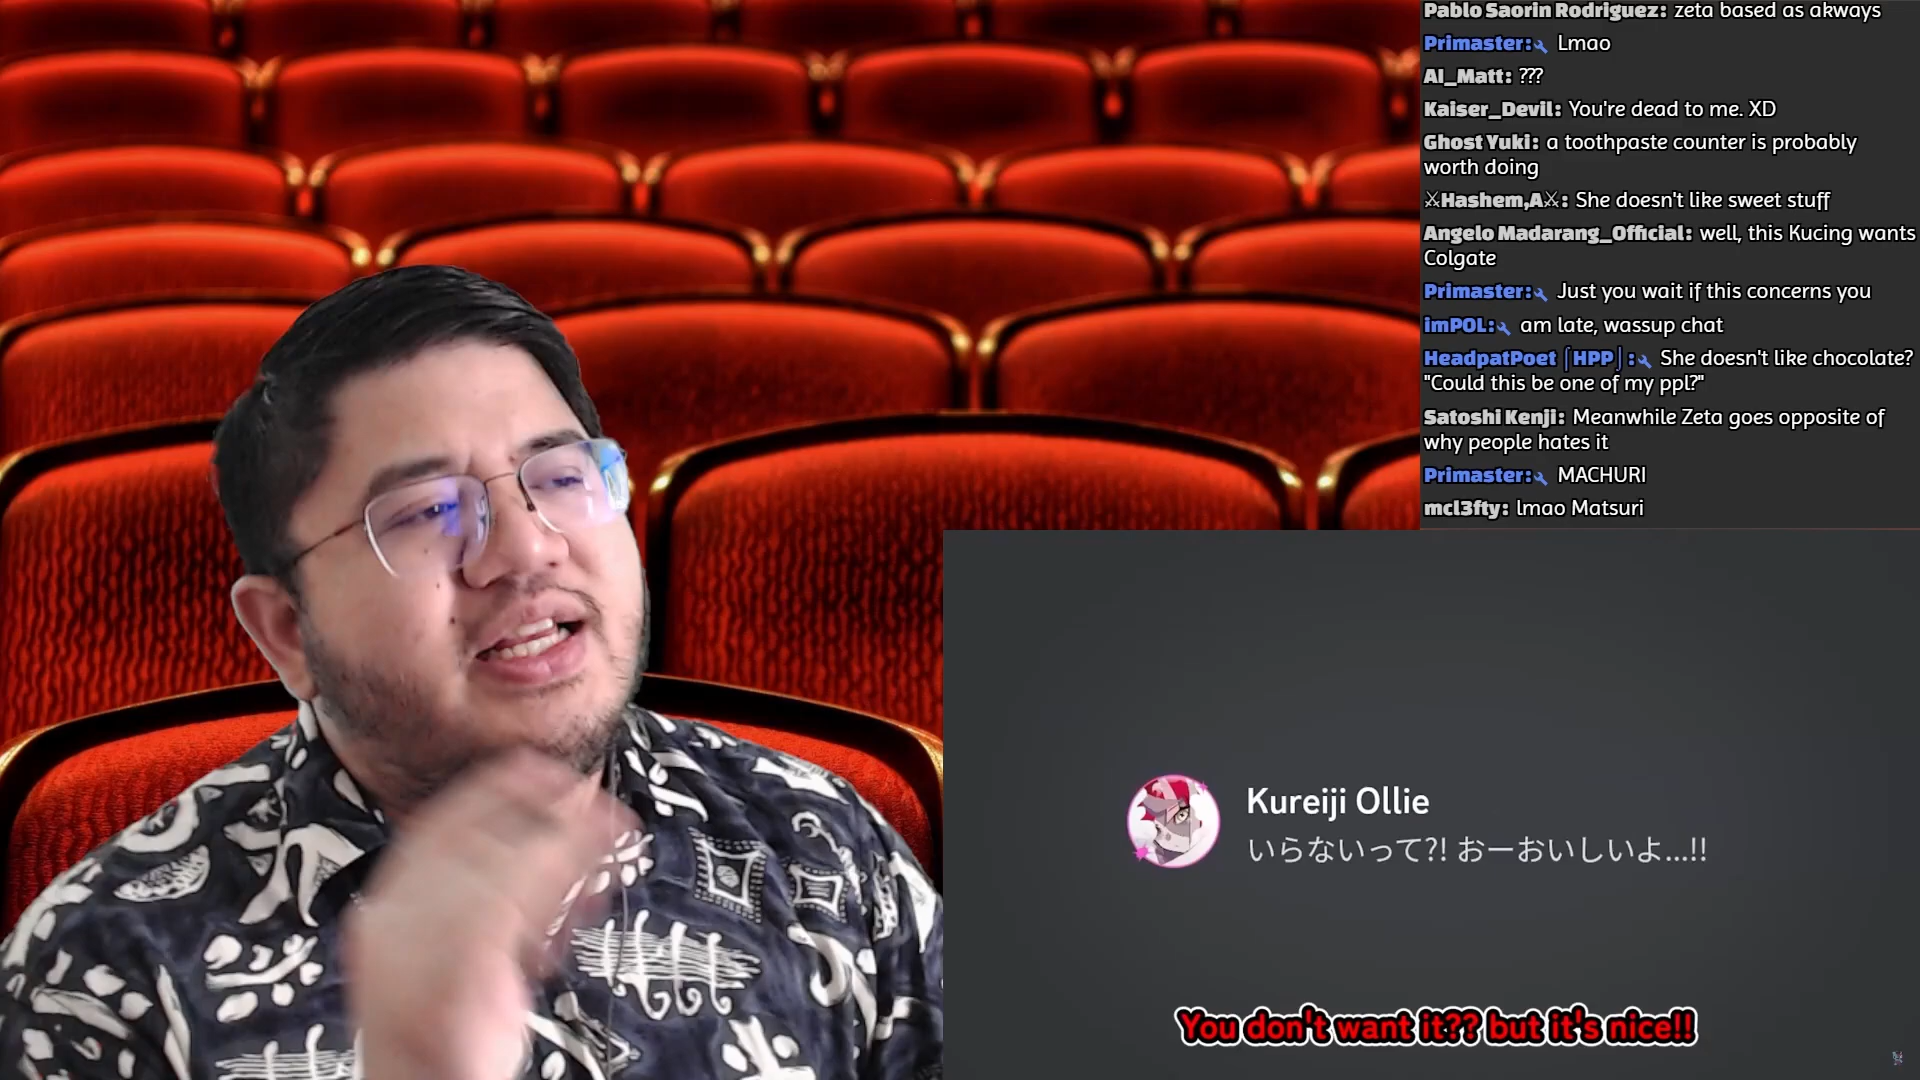 Pablo Saorin Rodriguez: zeta based as akways
Primaster: Lmao
AI_Matt: ???
Kaiser_Devil: You're dead to me. XD
Ghost Yuki: a toothpaste counter is probably
worth doing
⚔Hashem,A⚔: She doesn't like sweet stuff
Angelo Madarang_Official: well, this Kucing wants
Colgate
Primaster: Just you wait if this concerns you
imPOL: am late, wassup chat
HeadpatPoet ⌠HPP⌡: She doesn't like chocolate?
"Could this be one of my ppl?"
Satoshi Kenji: Meanwhile Zeta goes opposite of
why people hates it
Primaster: MACHURI
mcl3fty: lmao Matsuri
Kureiji Ollie
いらないって?! おーおいしいよ...!!
You don't want it?? but it's nice!!